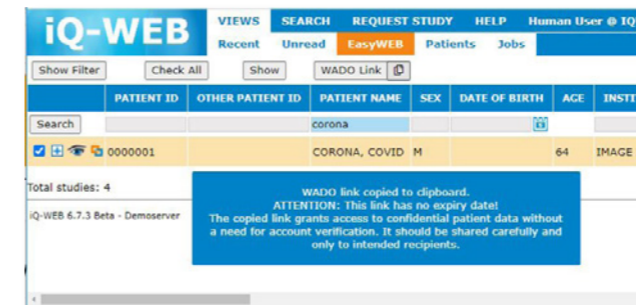 iQ-WEB
VIEWS SEARCH REQUEST STUDY HELP Human User @ IQ
Recent Unread EasyWEB Patients Jobs
Show Filter Check All Show WADO Link
PATIENT ID OTHER PATIENT ID PATIENT NAME SEX DATE OF BIRTH AGE INSTI
Search corona
0000001 CORONA, COVID M 64 IMAGE
Total studies: 4
iQ-WEB 6.7.3 Beta - Demoserver
WADO link copied to clipboard.
ATTENTION: This link has no expiry date!
The copied link grants access to confidential patient data without
a need for account verification. It should be shared carefully and
only to intended recipients.